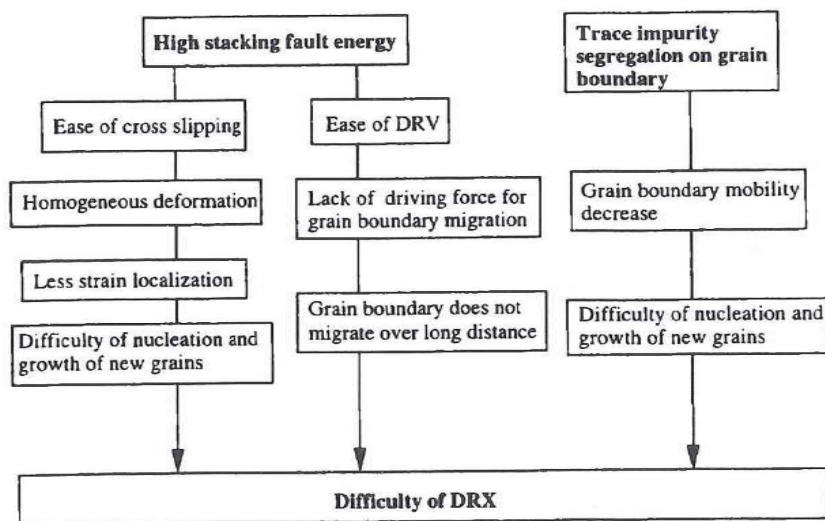 High stacking fault energy
Trace impurity
segregation on grain
boundary
Ease of cross slipping
Ease of DRV
Homogeneous deformation
Lack of driving force for
grain boundary migration
Grain boundary mobility
decrease
Less strain localization
Grain boundary does not
migrate over long distance
Difficulty of nucleation and
growth of new grains
Difficulty of nucleation and
growth of new grains
Difficulty of DRX